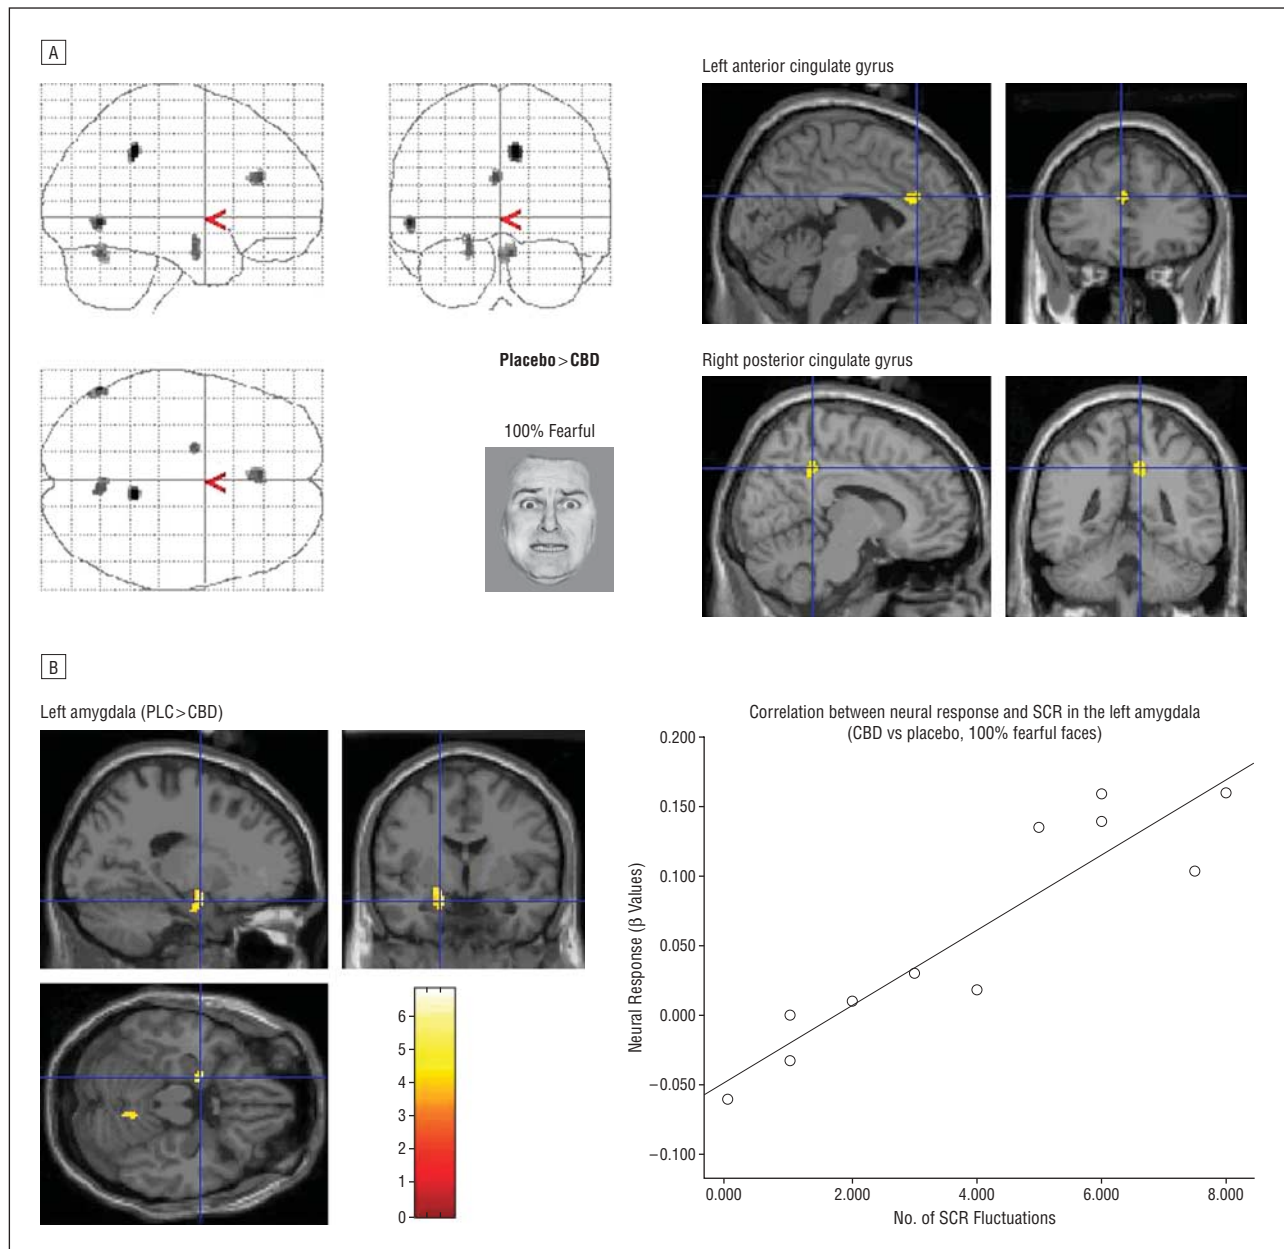 A
Left anterior cingulate gyrus
Right posterior cingulate gyrus
Placebo>CBD
100% Fearful
<
<
<
B
Left amygdala (PLC>CBD)
6
5
4
3
2
1
0
Correlation between neural response and SCR in the left amygdala
(CBD vs placebo, 100% fearful faces)
Neural Response (β Values)
0.200
0.150
0.100
0.050
0.000
−0.050
−0.100
0.000 2.000 4.000 6.000 8.000
No. of SCR Fluctuations